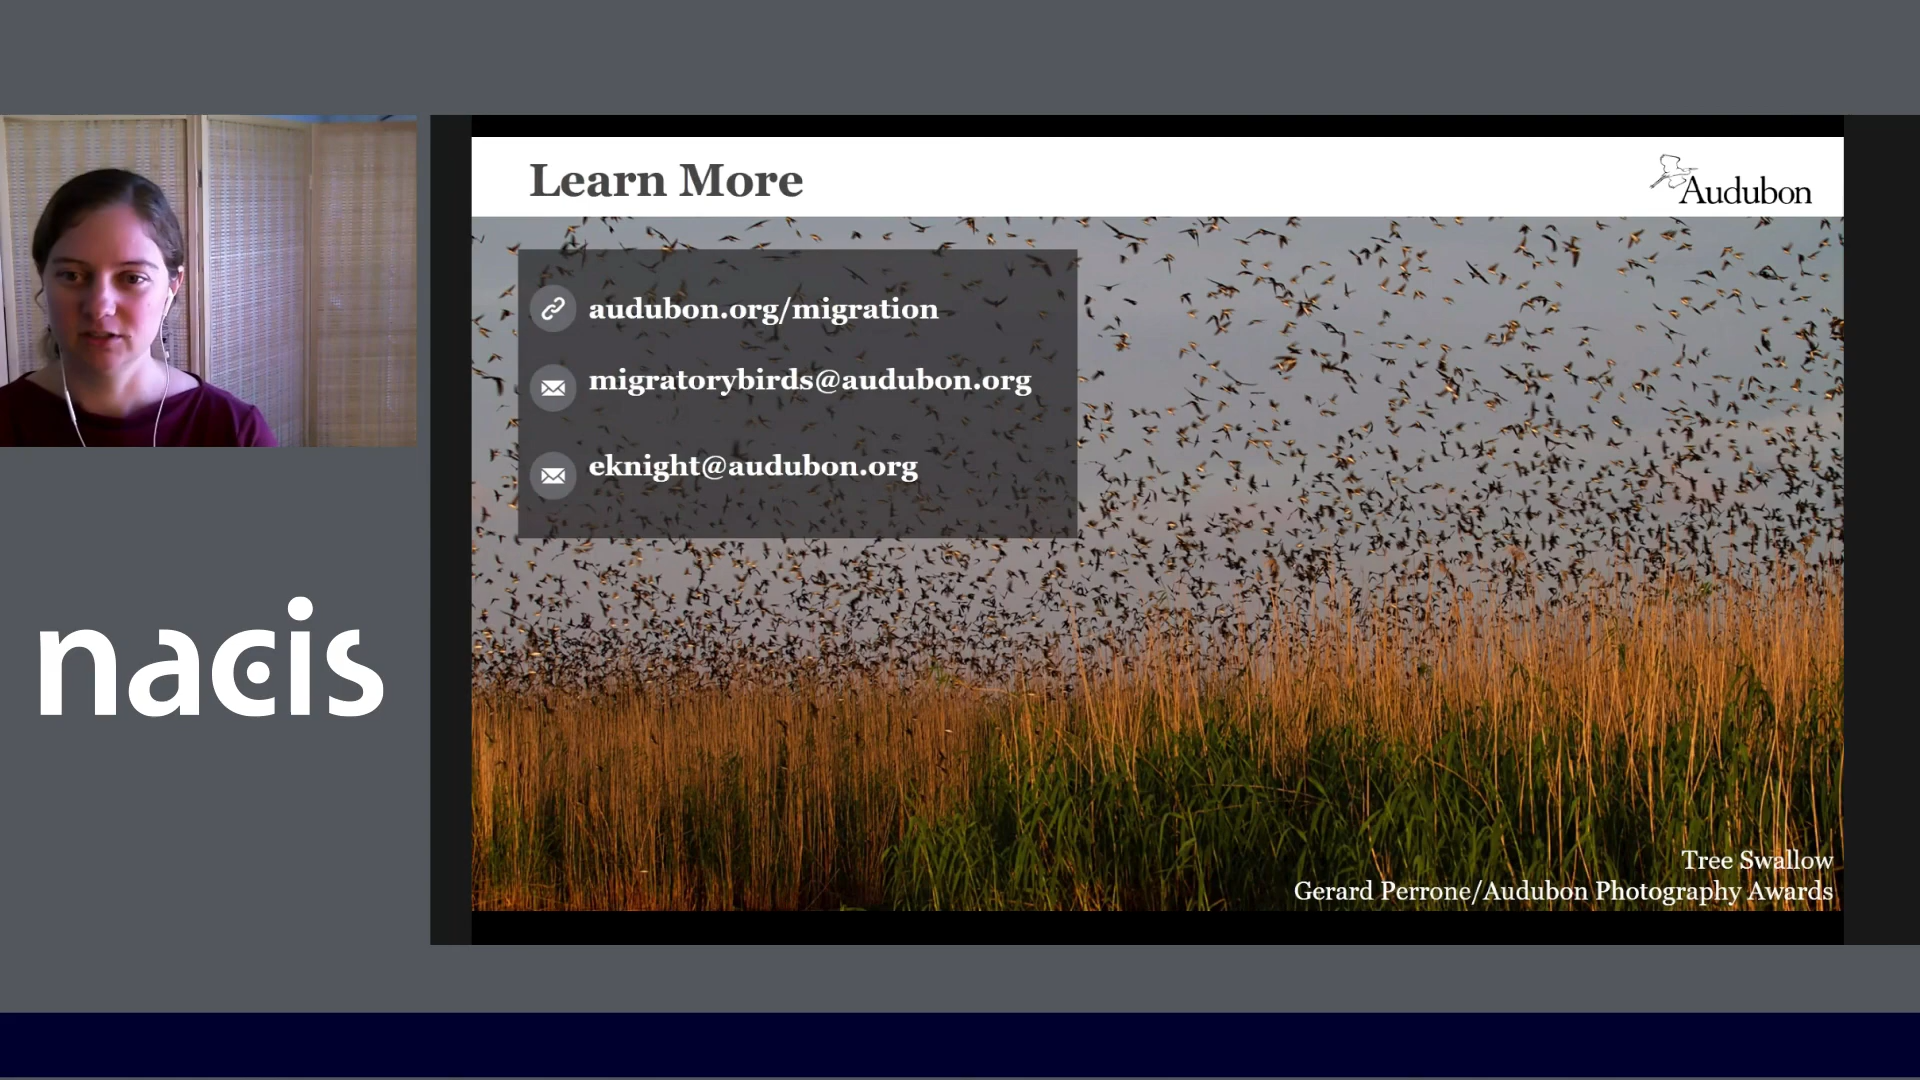 Learn More
Audubon
audubon.org/migration
migratorybirds@audubon.org
eknight@audubon.org
nacis
Tree Swallow
Gerard Perrone/Audubon Photography Awards